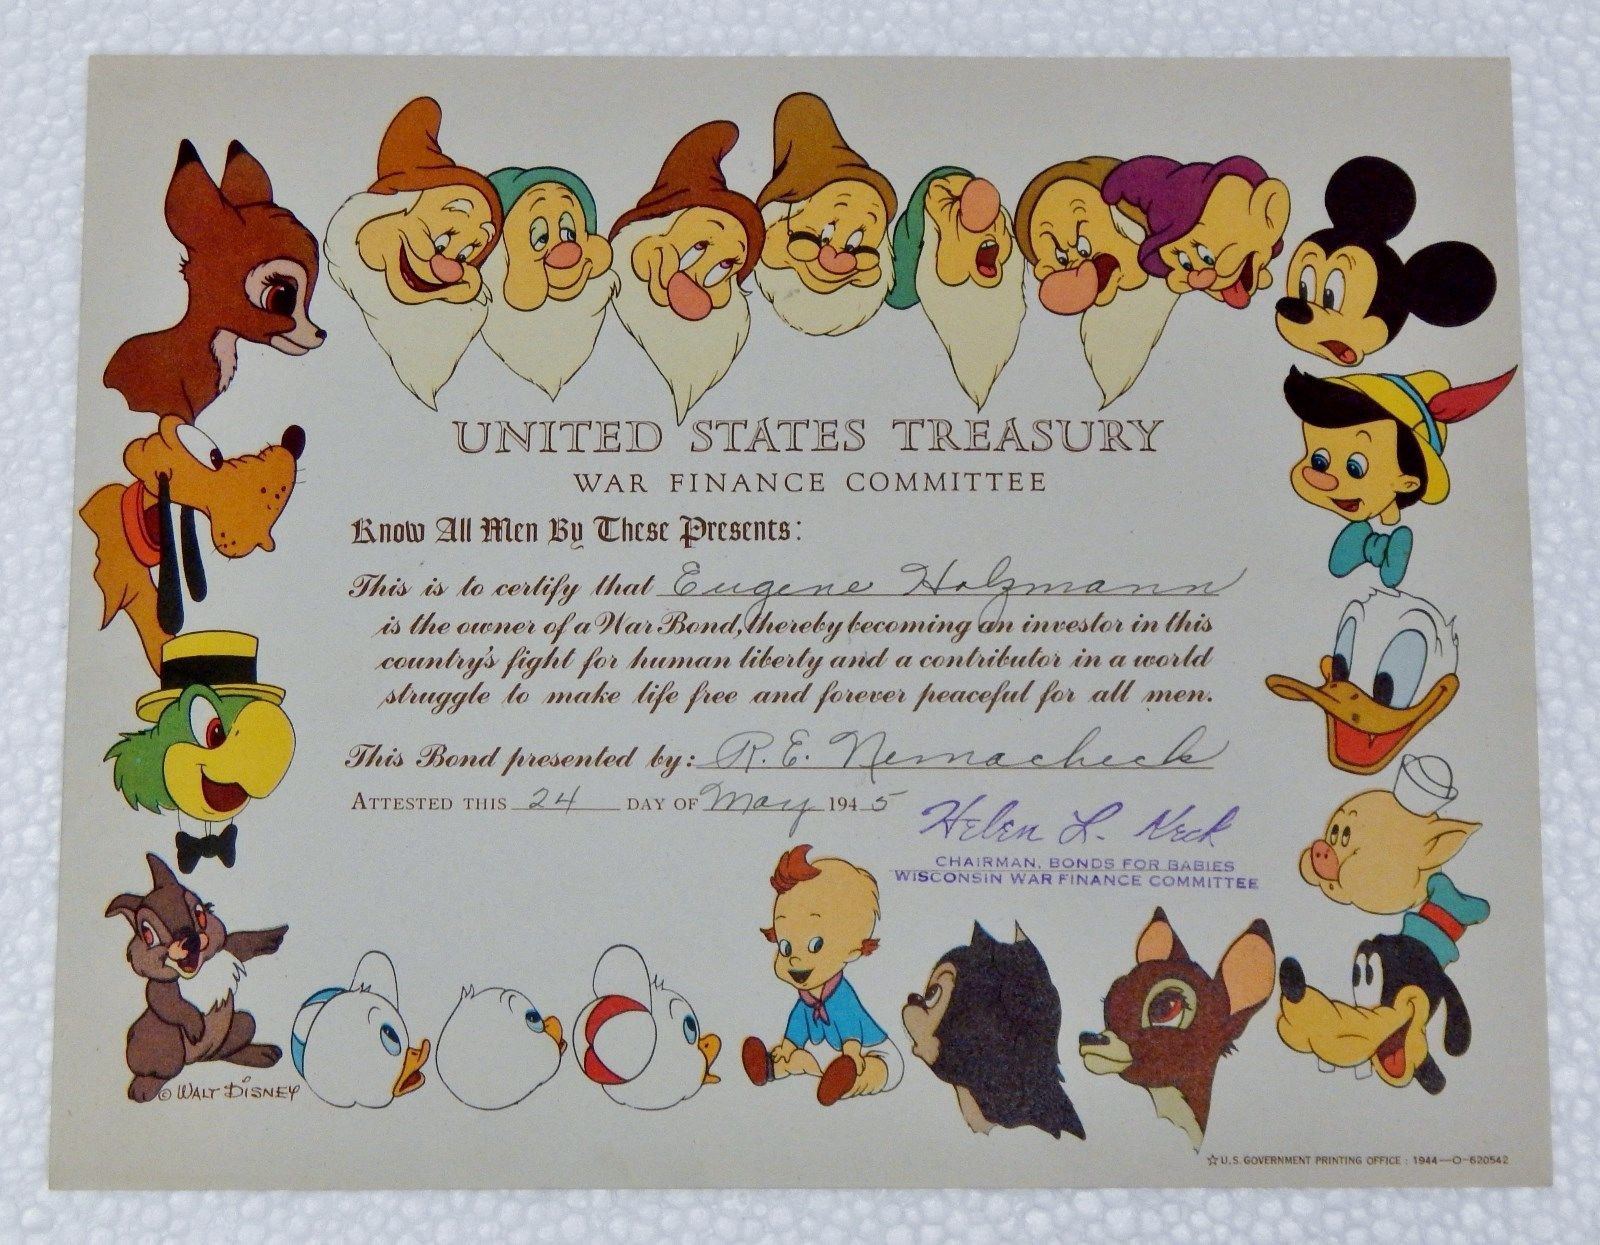 UNITED STATES TREASURY
WAR FINANCE COMMITTEE
Know All Men By These Presents:
This is to certify that Eugene Holzmann
is the owner of a War Bond, thereby becoming an investor in this
country's fight for human liberty and a contributor in a world
struggle to make life free and forever peaceful for all men.
This Bond presented by: R. E. Nemacheck
ATTESTED THIS 24 DAY OF May 1945
Helen L. Keck
CHAIRMAN, BONDS FOR BABIES
WISCONSIN WAR FINANCE COMMITTEE
© WALT DISNEY
☆ U.S. GOVERNMENT PRINTING OFFICE : 1944—O-620542